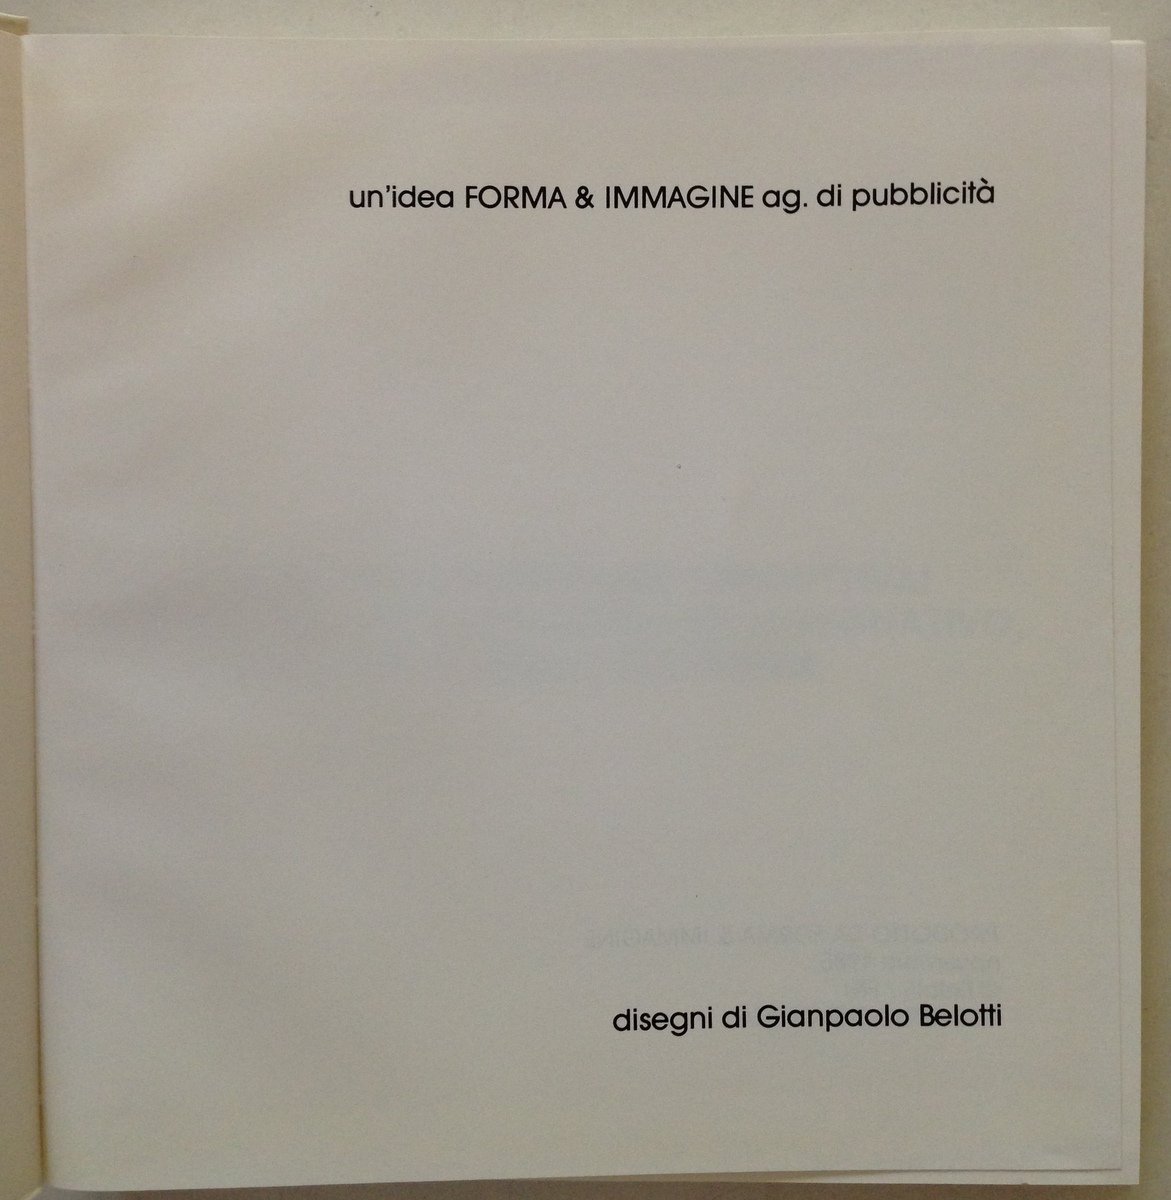 un'idea FORMA & IMMAGINE ag. di pubblicità
disegni di Gianpaolo Belotti